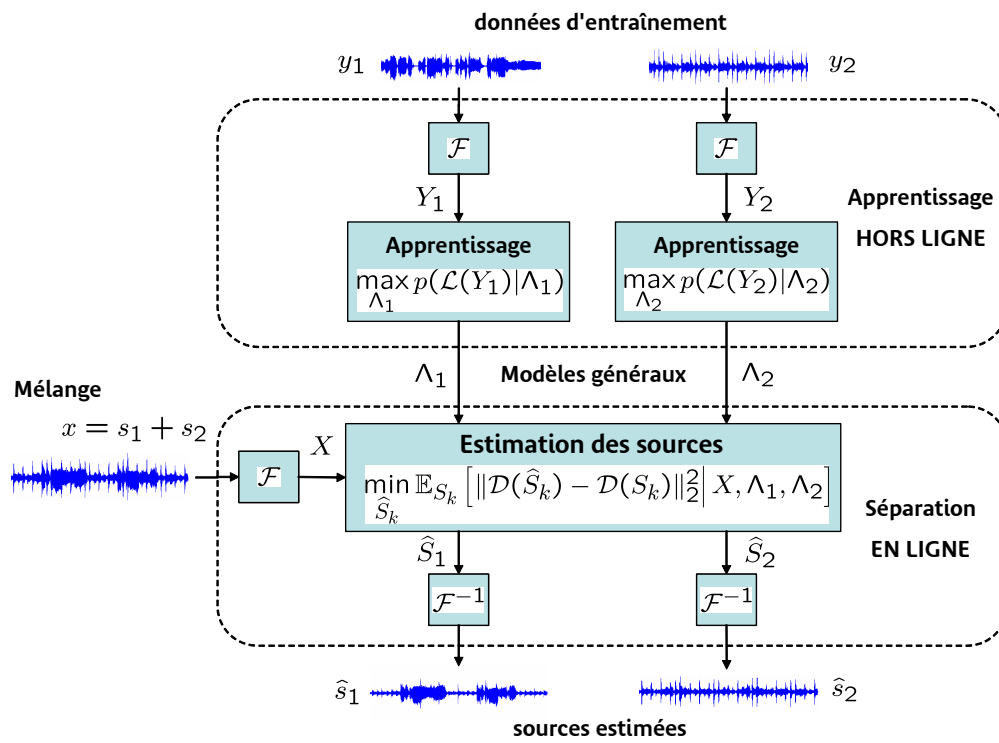 données d'entraînement
y₁
y₂
ℱ
ℱ
Y₁
Y₂
Apprentissage
HORS LIGNE
Apprentissage
max p(ℒ(Y₁)|Λ₁)
Λ₁
Apprentissage
max p(ℒ(Y₂)|Λ₂)
Λ₂
Λ₁
Modèles généraux
Λ₂
Mélange
x = s₁ + s₂
ℱ
X
Estimation des sources
min 𝔼_{S_k} [ ‖𝒟(Ŝ_k) − 𝒟(S_k)‖₂² | X, Λ₁, Λ₂ ]
Ŝ_k
Séparation
EN LIGNE
Ŝ₁
Ŝ₂
ℱ⁻¹
ℱ⁻¹
ŝ₁
ŝ₂
sources estimées